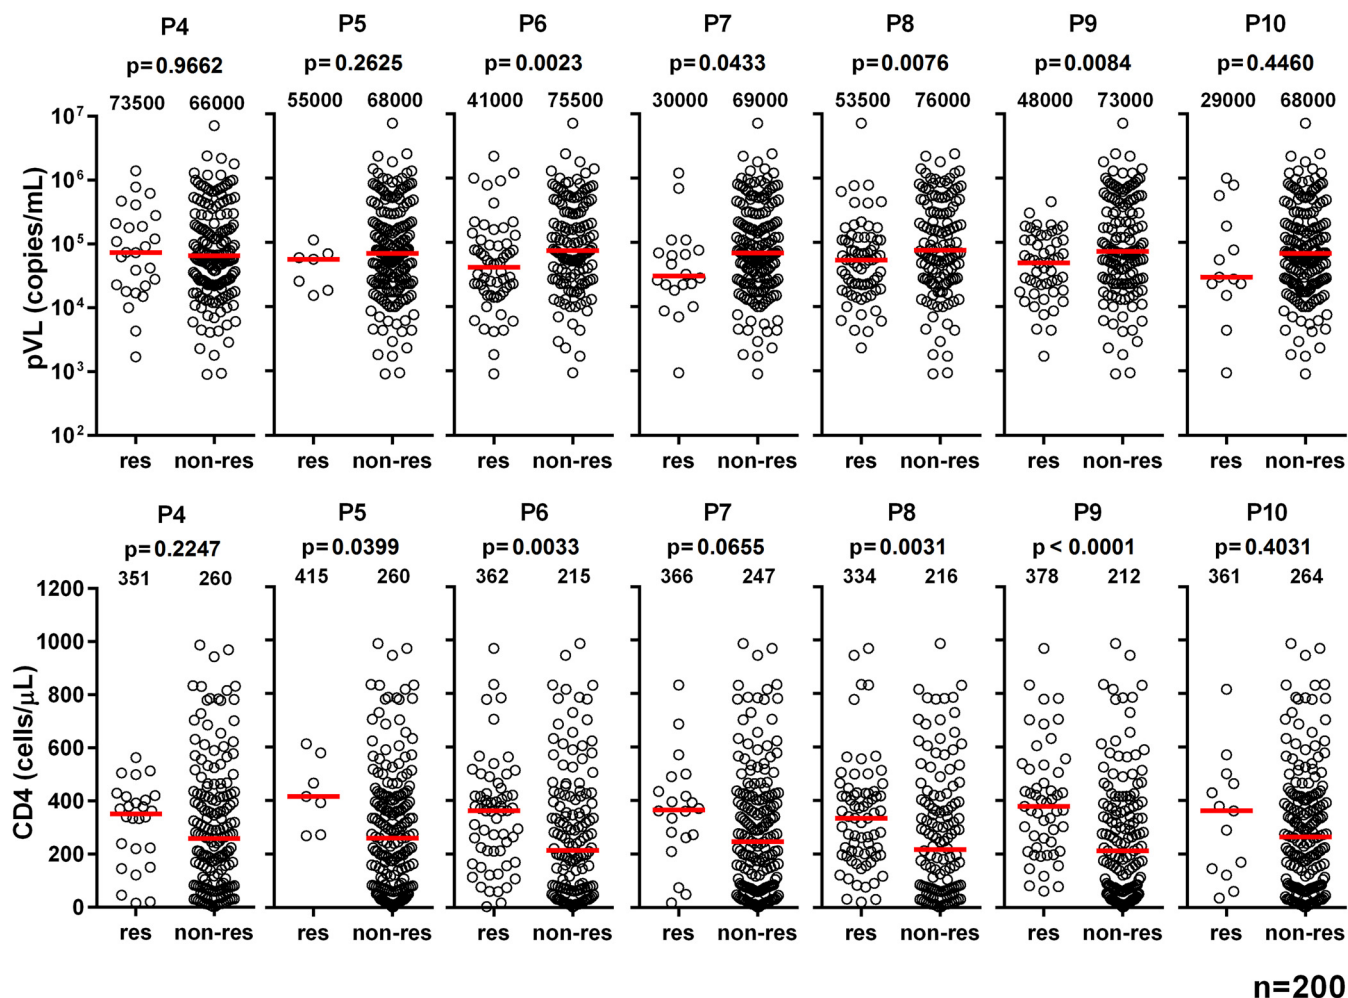 P4 P5 P6 P7 P8 P9 P10
p= 0.9662 p= 0.2625 p= 0.0023 p= 0.0433 p= 0.0076 p= 0.0084 p= 0.4460
73500 66000 55000 68000 41000 75500 30000 69000 53500 76000 48000 73000 29000 68000
pVL (copies/mL)
10⁷
10⁶
10⁵
10⁴
10³
10²
res non-res res non-res res non-res res non-res res non-res res non-res res non-res
P4 P5 P6 P7 P8 P9 P10
p= 0.2247 p= 0.0399 p= 0.0033 p= 0.0655 p= 0.0031 p < 0.0001 p= 0.4031
351 260 415 260 362 215 366 247 334 216 378 212 361 264
CD4 (cells/µL)
1200
1000
800
600
400
200
0
res non-res res non-res res non-res res non-res res non-res res non-res res non-res
n=200